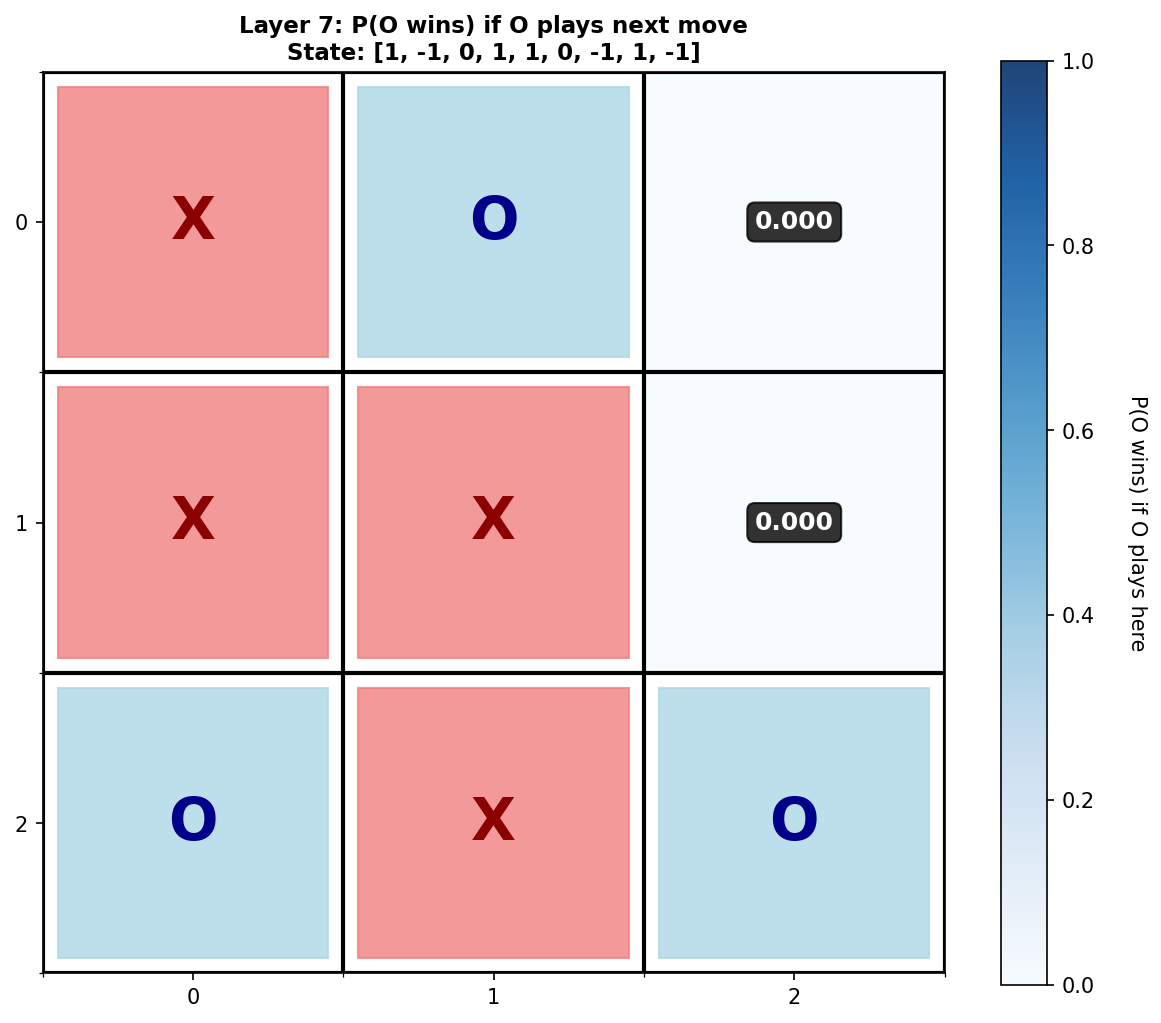 Layer 7: P(O wins) if O plays next move
State: [1, -1, 0, 1, 1, 0, -1, 1, -1]
0
X
O
0.000
1
X
X
0.000
2
O
X
O
0
1
2
1.0
0.8
0.6
0.4
0.2
0.0
P(O wins) if O plays here